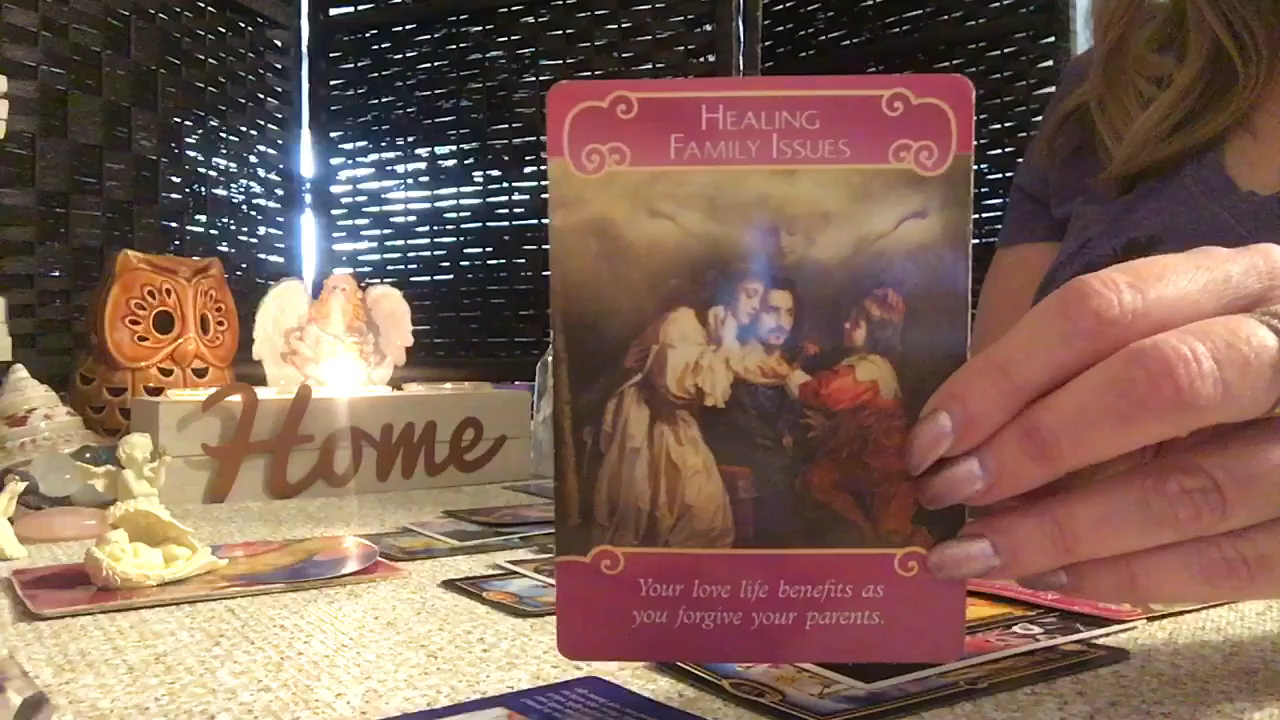 Healing
Family Issues
Home
Your love life benefits as
you forgive your parents.